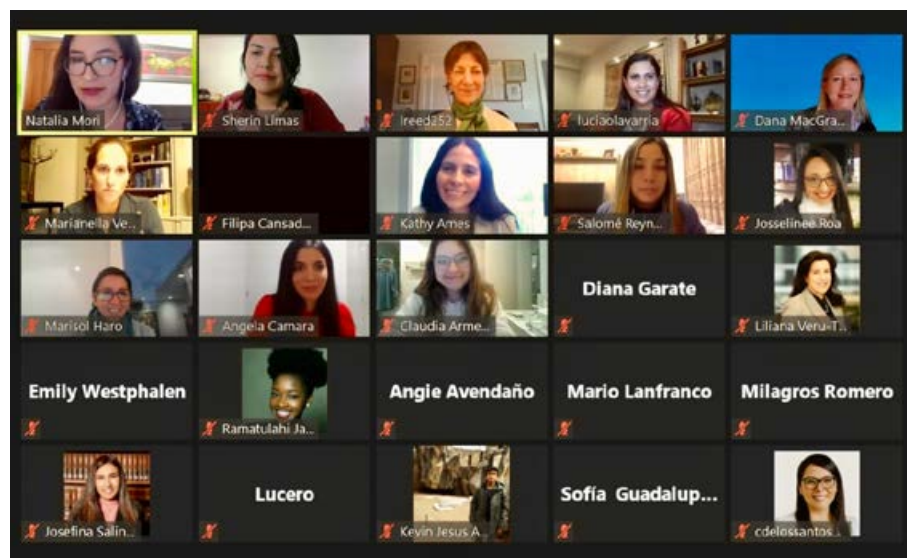 Natalia Mori
Sherin Limas
lreed252
luciaolavarria
Dana MacGra...
Marianella Ve...
Filipa Cansad...
Kathy Ames
Salomé Reyn...
Josselinee Roa
Marisol Haro
Angela Camara
Claudia Arme...
Diana Garate
Liliana Veru-T...
Emily Westphalen
Ramatulahi Ja...
Angie Avendaño
Mario Lanfranco
Milagros Romero
Josefina Salin...
Lucero
Kevin Jesus A...
Sofía Guadalup...
cdelossantos